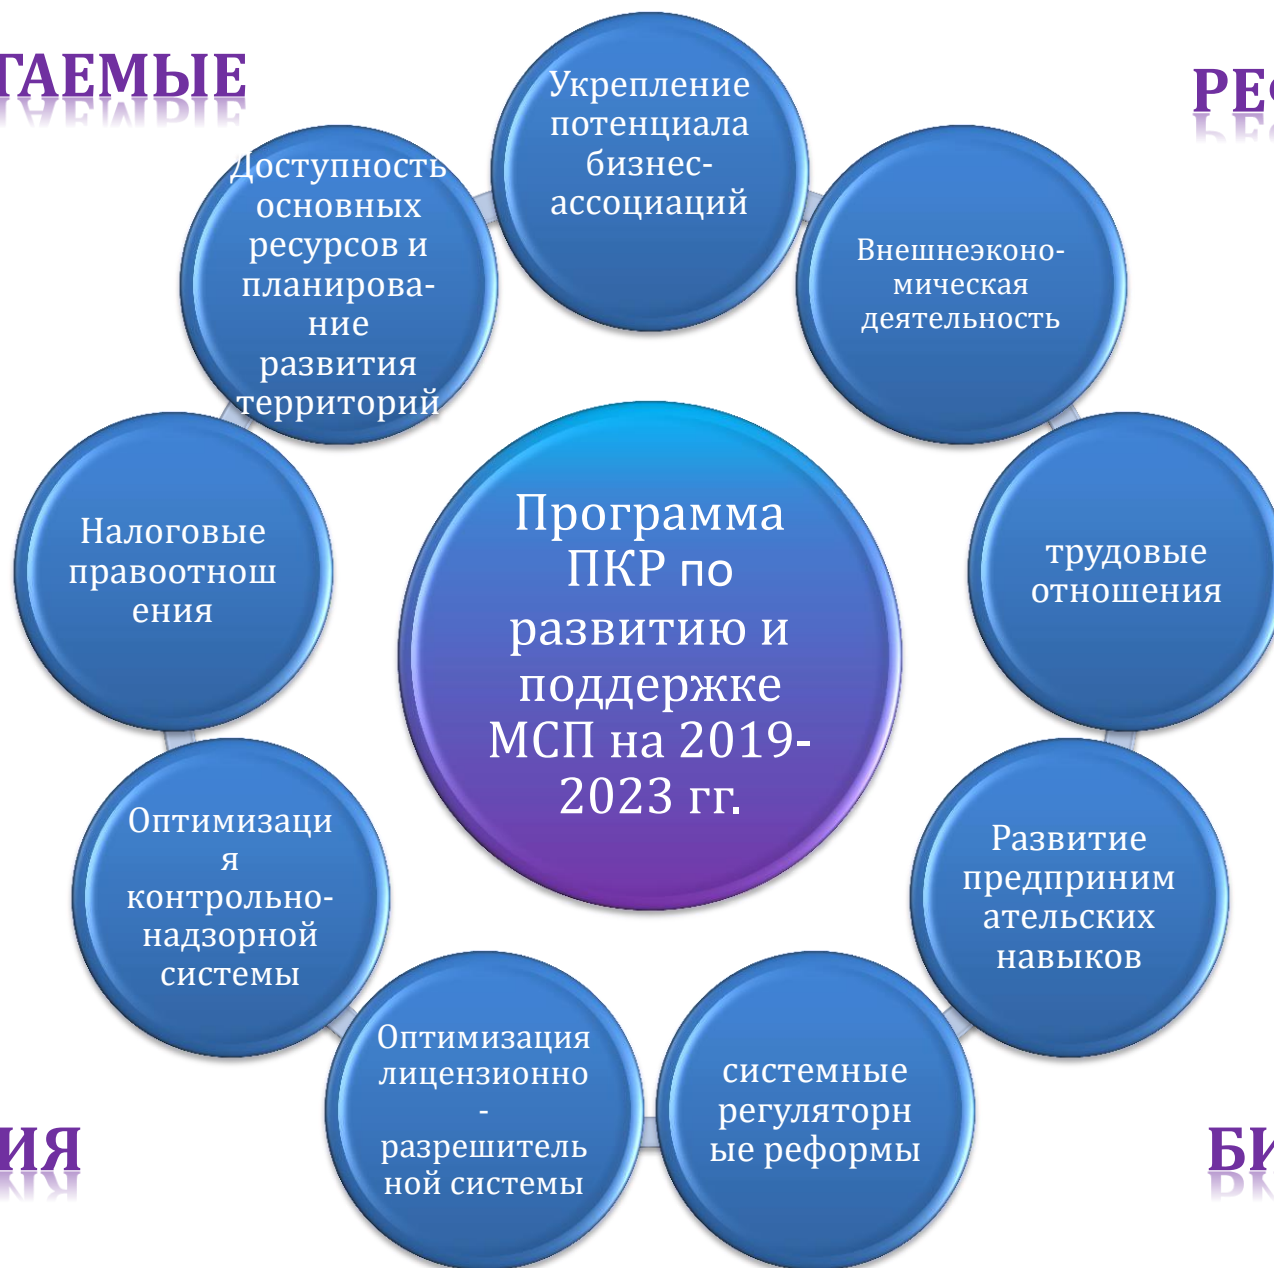 ГАЕМЫЕ
РЕ
Укрепление
потенциала
бизнес-
ассоциаций
Внешнеэконо-
мическая
деятельность
трудовые
отношения
Развитие
предприним
ательских
навыков
системные
регуляторн
ые реформы
Оптимизация
лицензионно
-
разрешитель
ной системы
Оптимизаци
я
контрольно-
надзорной
системы
Налоговые
правоотнош
ения
Доступность
основных
ресурсов и
планирова-
ние
развития
территорий
Программа
ПКР по
развитию и
поддержке
МСП на 2019-
2023 гг.
ИЯ
БИ